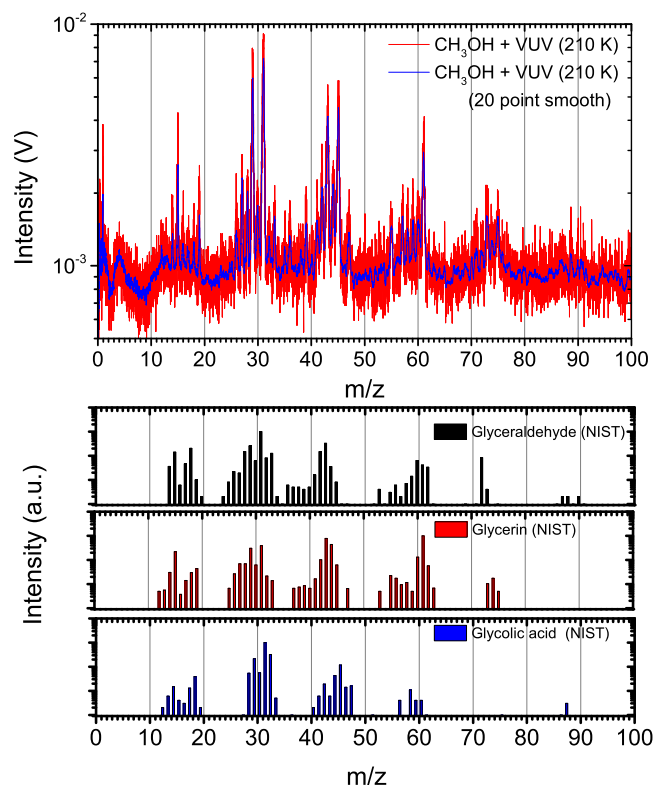 10⁻²
CH₃OH + VUV (210 K)
CH₃OH + VUV (210 K)
(20 point smooth)
Intensity (V)
10⁻³
0 10 20 30 40 50 60 70 80 90 100
m/z
Glyceraldehyde (NIST)
Intensity (a.u.)
Glycerin (NIST)
Glycolic acid (NIST)
0 10 20 30 40 50 60 70 80 90 100
m/z